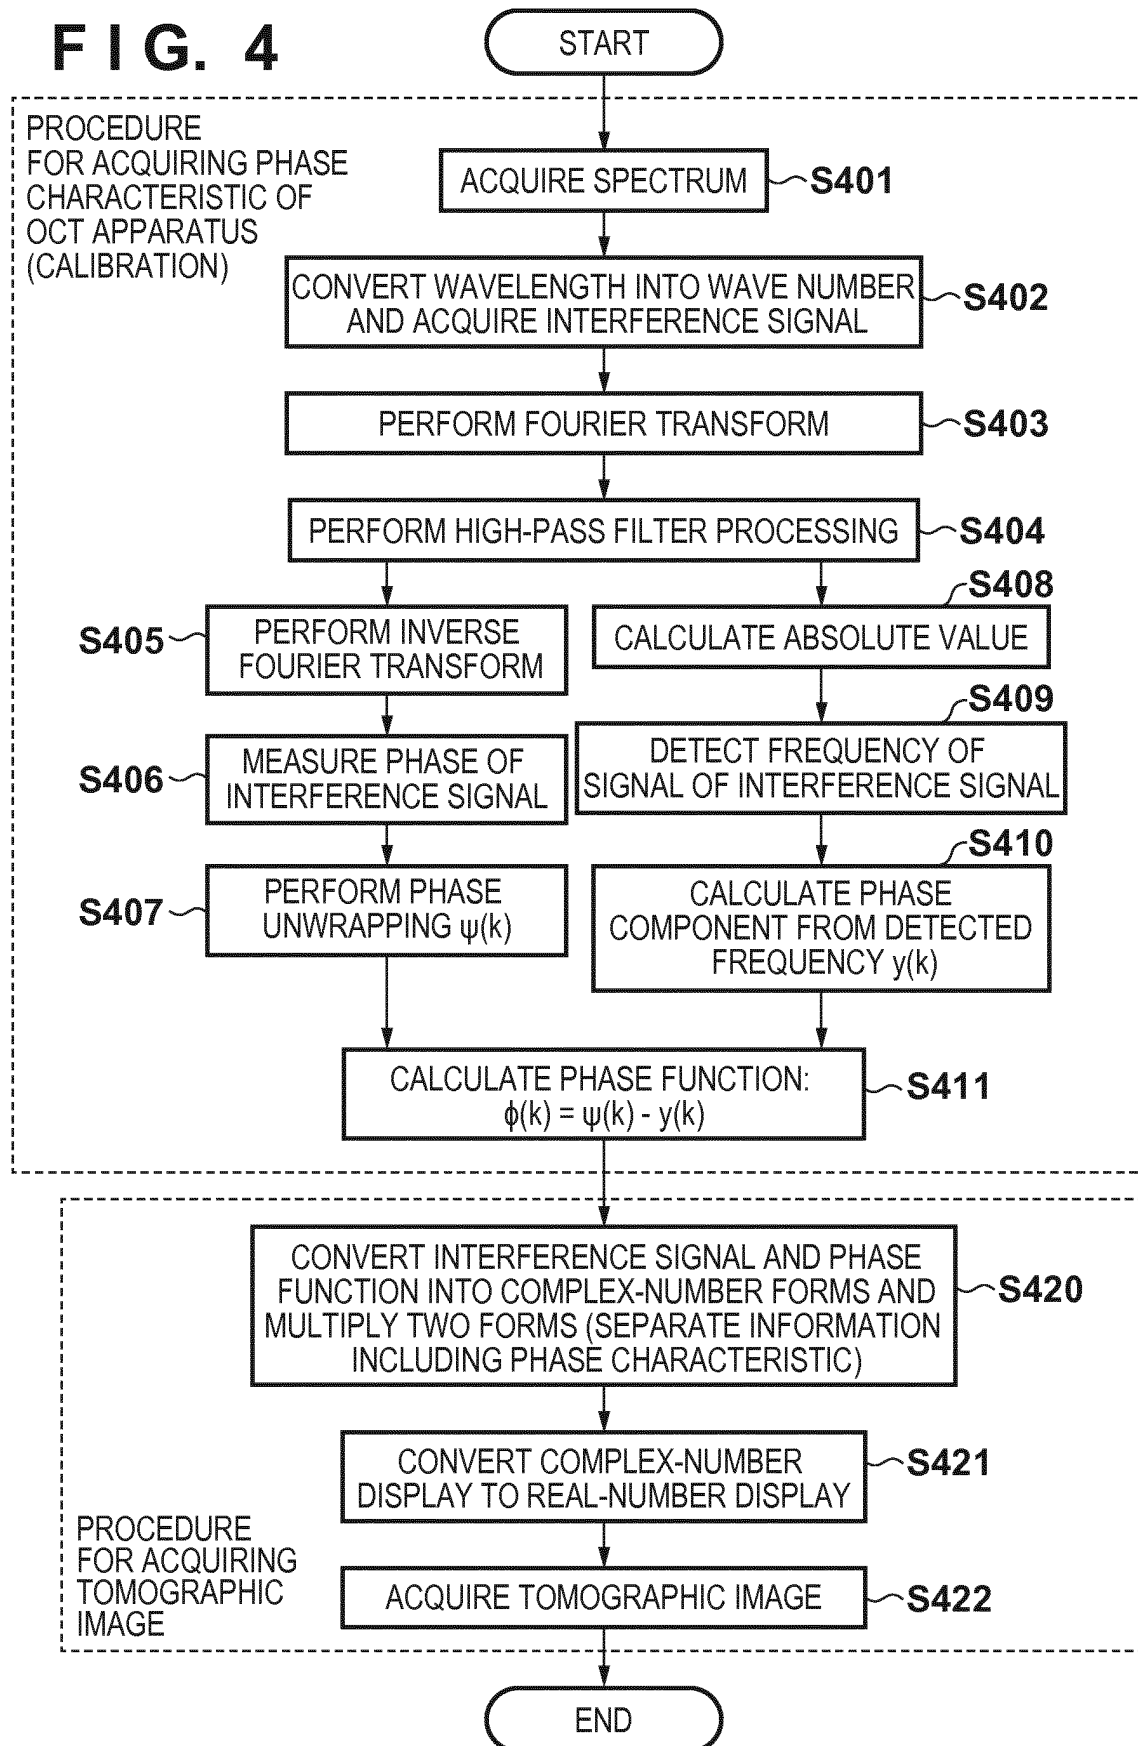 FIG. 4
START
PROCEDURE
FOR ACQUIRING PHASE
CHARACTERISTIC OF
OCT APPARATUS
(CALIBRATION)
ACQUIRE SPECTRUM
S401
CONVERT WAVELENGTH INTO WAVE NUMBER
AND ACQUIRE INTERFERENCE SIGNAL
S402
PERFORM FOURIER TRANSFORM
S403
PERFORM HIGH-PASS FILTER PROCESSING
S404
S405
PERFORM INVERSE
FOURIER TRANSFORM
S406
MEASURE PHASE OF
INTERFERENCE SIGNAL
S407
PERFORM PHASE
UNWRAPPING ψ(k)
S408
CALCULATE ABSOLUTE VALUE
S409
DETECT FREQUENCY OF
SIGNAL OF INTERFERENCE SIGNAL
S410
CALCULATE PHASE
COMPONENT FROM DETECTED
FREQUENCY y(k)
CALCULATE PHASE FUNCTION:
ϕ(k) = ψ(k) - y(k)
S411
CONVERT INTERFERENCE SIGNAL AND PHASE
FUNCTION INTO COMPLEX-NUMBER FORMS AND
MULTIPLY TWO FORMS (SEPARATE INFORMATION
INCLUDING PHASE CHARACTERISTIC)
S420
CONVERT COMPLEX-NUMBER
DISPLAY TO REAL-NUMBER DISPLAY
S421
PROCEDURE
FOR ACQUIRING
TOMOGRAPHIC
IMAGE
ACQUIRE TOMOGRAPHIC IMAGE
S422
END